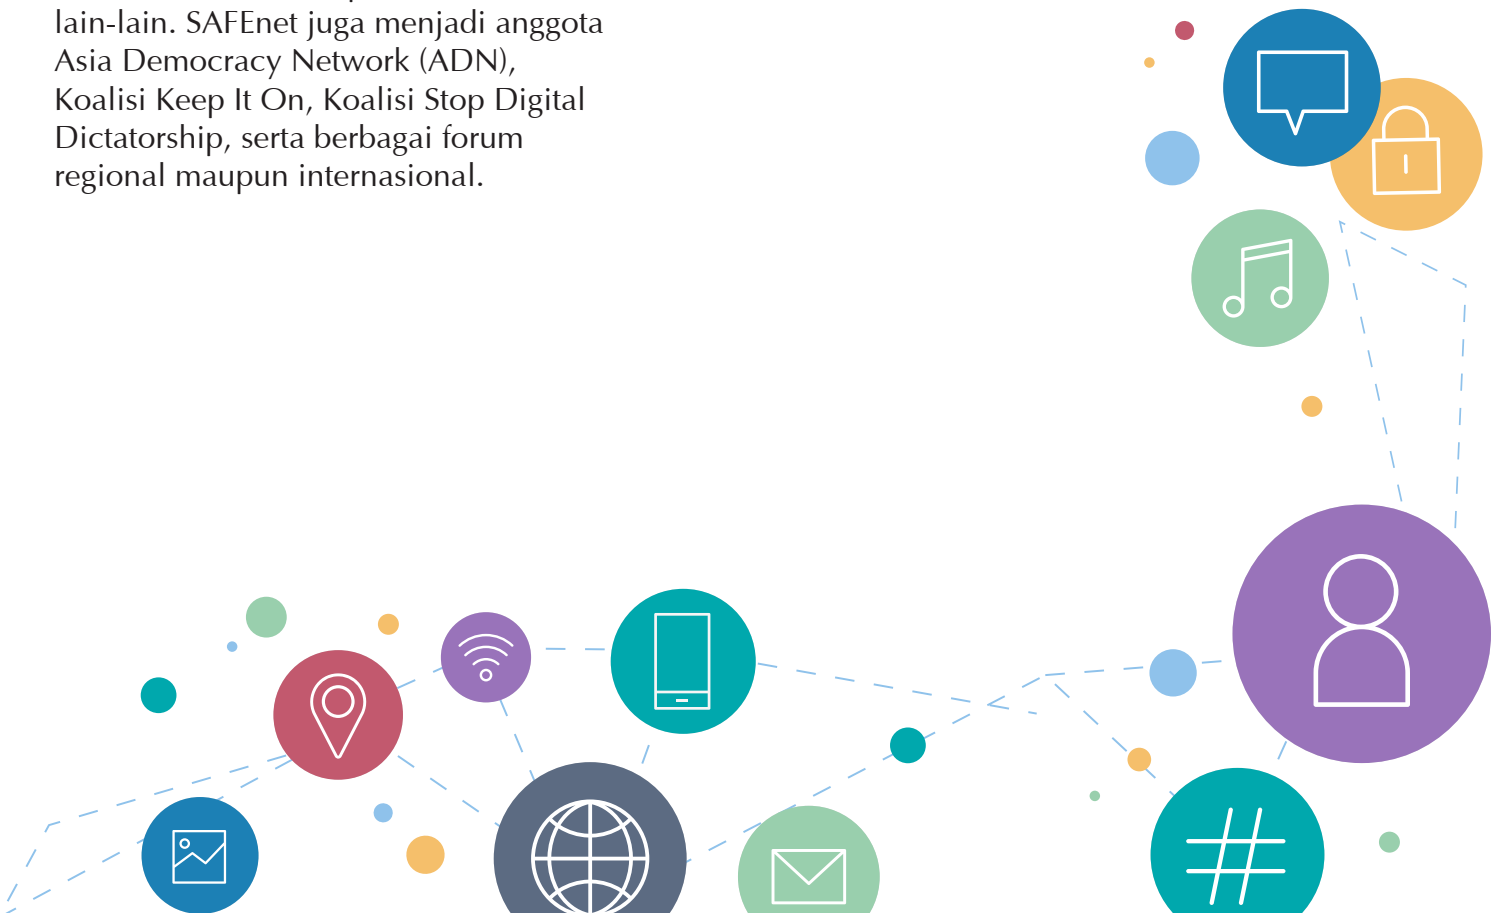 lain-lain. SAFEnet juga menjadi anggota
Asia Democracy Network (ADN),
Koalisi Keep It On, Koalisi Stop Digital
Dictatorship, serta berbagai forum
regional maupun internasional.